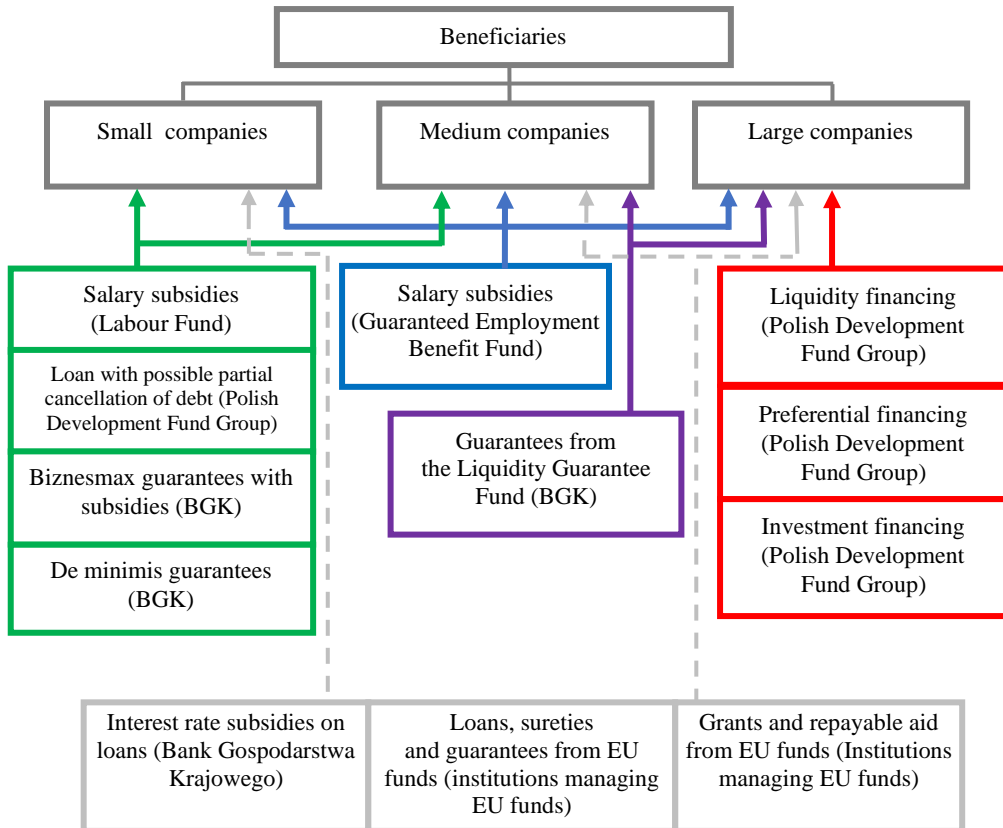 Beneficiaries
Small companies
Medium companies
Large companies
Salary subsidies
(Labour Fund)
Loan with possible partial
cancellation of debt (Polish
Development Fund Group)
Biznesmax guarantees with
subsidies (BGK)
De minimis guarantees
(BGK)
Salary subsidies
(Guaranteed Employment
Benefit Fund)
Guarantees from
the Liquidity Guarantee
Fund (BGK)
Liquidity financing
(Polish Development
Fund Group)
Preferential financing
(Polish Development
Fund Group)
Investment financing
(Polish Development
Fund Group)
Interest rate subsidies on
loans (Bank Gospodarstwa
Krajowego)
Loans, sureties
and guarantees from EU
funds (institutions managing
EU funds)
Grants and repayable aid
from EU funds (Institutions
managing EU funds)